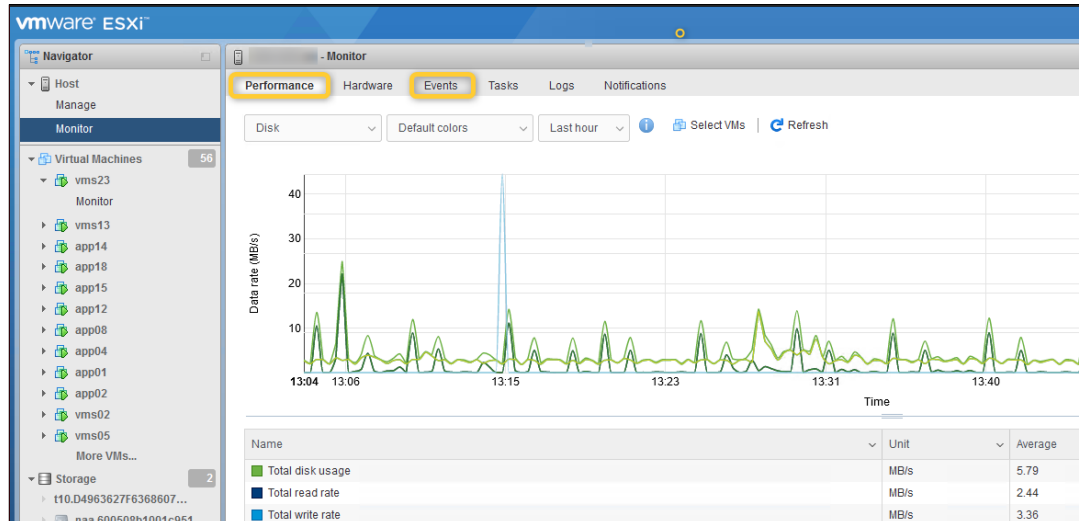 vmware ESXi™
Navigator
Host
Manage
Monitor
Virtual Machines 56
vms23
Monitor
vms13
app14
app18
app15
app12
app08
app04
app01
app02
vms02
vms05
More VMs...
Storage 2
t10.D4963627F6368607...
naa.600508b1001c951
- Monitor
Performance Hardware Events Tasks Logs Notifications
Disk Default colors Last hour Select VMs | Refresh
Data rate (MB/s)
40
30
20
10
13:04 13:06 13:15 13:23 13:31 13:40
Time
Name Unit Average
Total disk usage MB/s 5.79
Total read rate MB/s 2.44
Total write rate MB/s 3.36